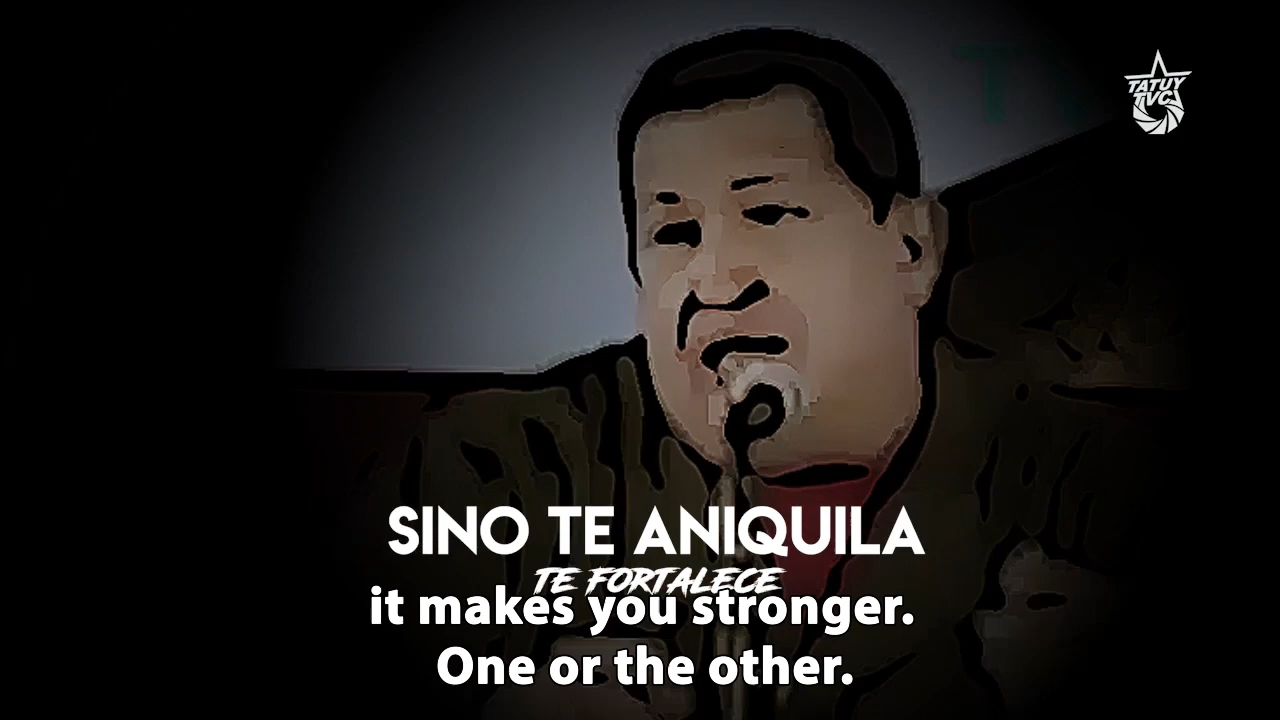 TATUY
TVC
SINO TE ANIQUILA
TE FORTALECE
it makes you stronger.
One or the other.